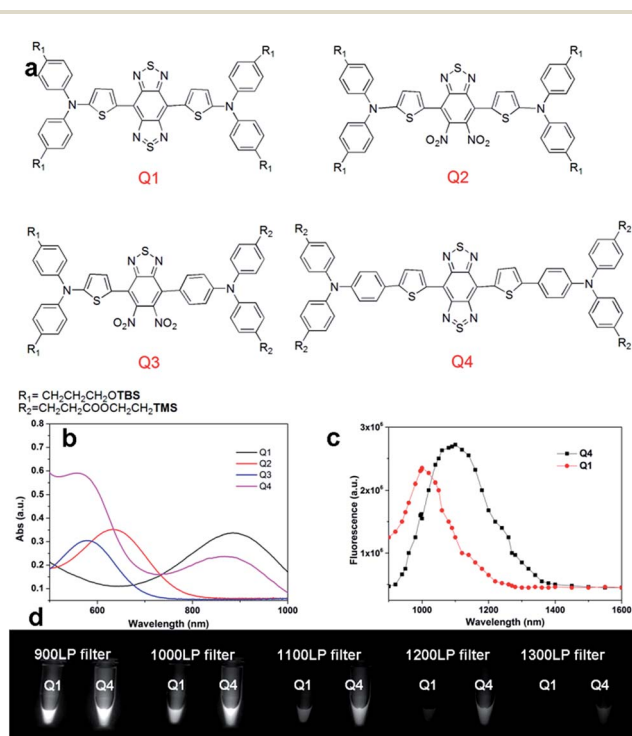 a
R₁ R₁ R₁ R₁
N S N
N S S N
N S N
R₁ R₁
Q1
R₁ R₁
N S N
N S S N
O₂N NO₂
R₁ R₁
Q2
R₁ R₂
N S N
N S N
NO₂ NO₂
R₁ R₂
Q3
R₂ R₂
N S N
N S S N
N S N
R₂ R₂
Q4
R₁= CH₂CH₂CH₂OTBS
R₂=CH₂CH₂COOCH₂CH₂TMS
b
0.8
0.7
0.6
0.5
0.4
0.3
0.2
0.1
Abs (a.u.)
Q1
Q2
Q3
Q4
600 800 1000
Wavelength (nm)
c
3x10⁶
2x10⁶
1x10⁶
Fluorescence (a.u.)
Q4
Q1
1000 1200 1400 1600
Wavelength (nm)
d
900LP filter 1000LP filter 1100LP filter 1200LP filter 1300LP filter
Q1 Q4 Q1 Q4 Q1 Q4 Q1 Q4 Q1 Q4